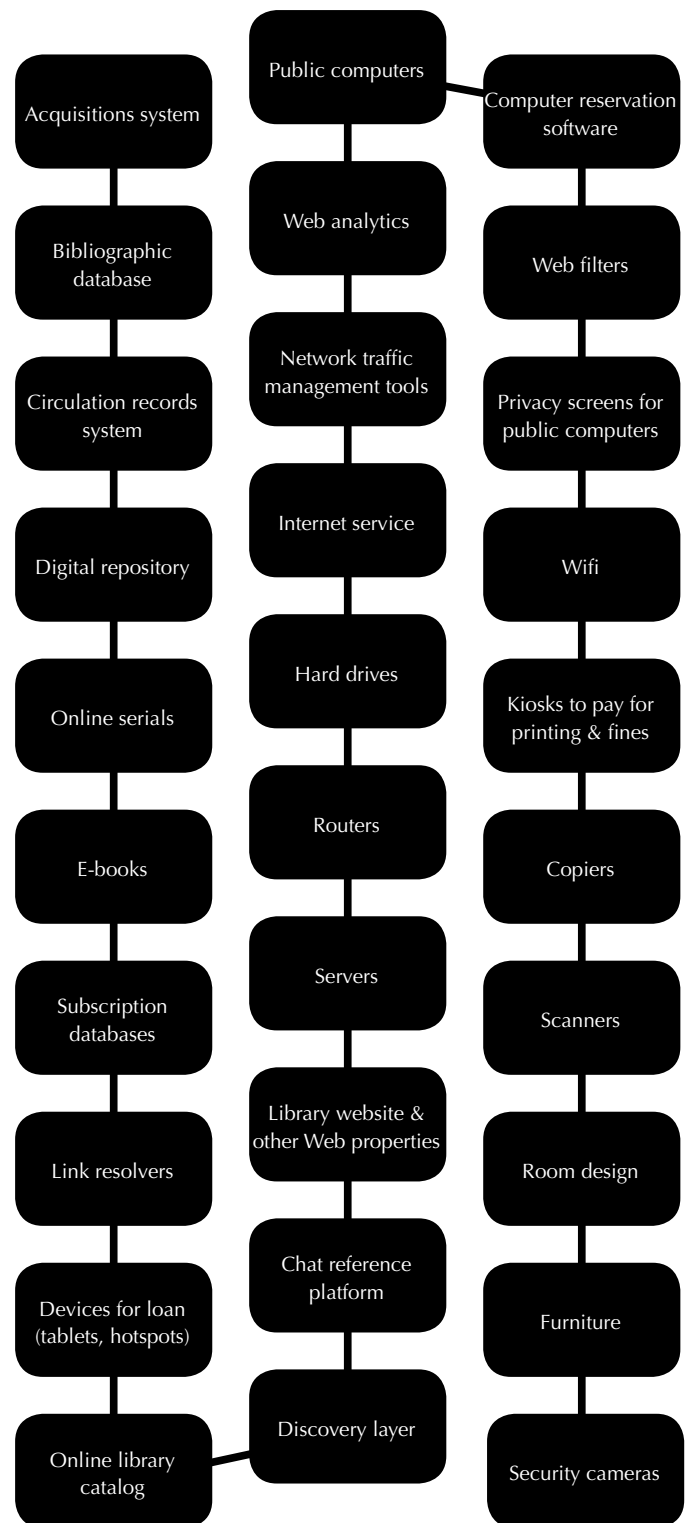 Acquisitions system
Bibliographic
database
Circulation records
system
Digital repository
Online serials
E-books
Subscription
databases
Link resolvers
Devices for loan
(tablets, hotspots)
Online library
catalog
Public computers
Web analytics
Network traffic
management tools
Internet service
Hard drives
Routers
Servers
Library website &
other Web properties
Chat reference
platform
Discovery layer
Computer reservation
software
Web filters
Privacy screens for
public computers
Wifi
Kiosks to pay for
printing & fines
Copiers
Scanners
Room design
Furniture
Security cameras